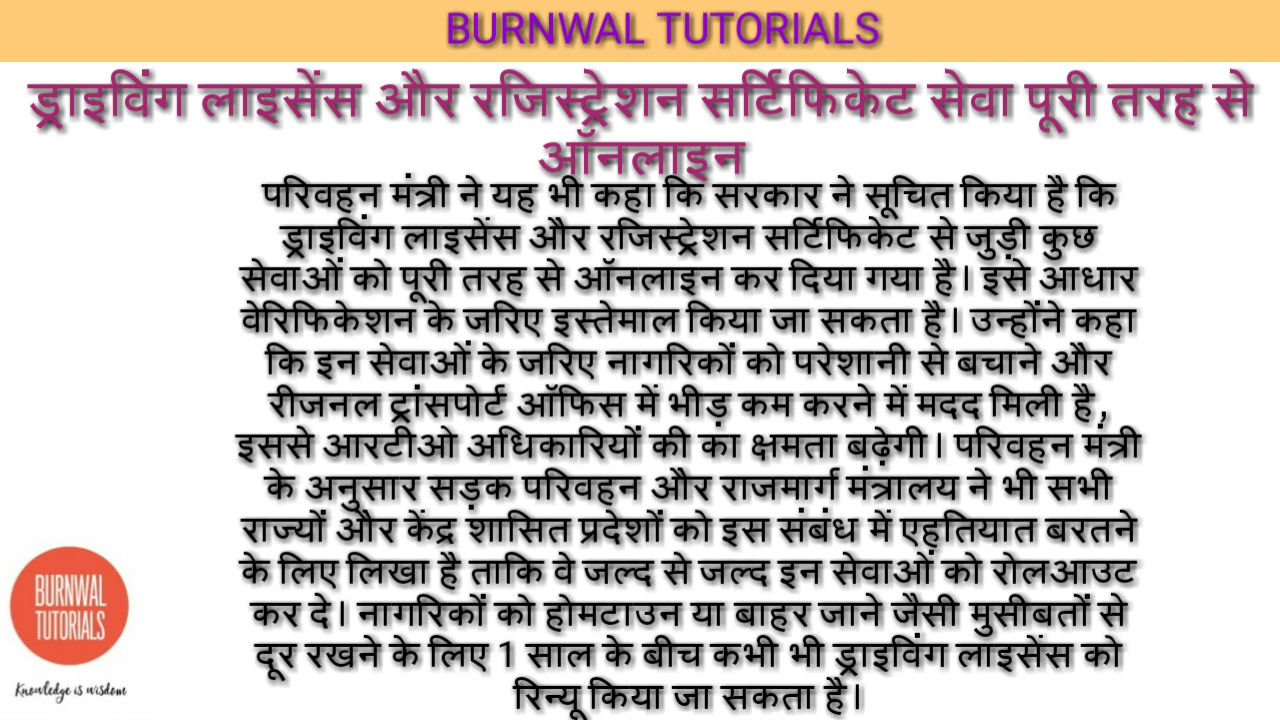 BURNWAL TUTORIALS
ड्राइविंग लाइसेंस और रजिस्ट्रेशन सर्टिफिकेट सेवा पूरी तरह से
ऑनलाइन
परिवहन मंत्री ने यह भी कहा कि सरकार ने सूचित किया है कि
ड्राइविंग लाइसेंस और रजिस्ट्रेशन सर्टिफिकेट से जुड़ी कुछ
सेवाओं को पूरी तरह से ऑनलाइन कर दिया गया है। इसे आधार
वेरिफिकेशन के जरिए इस्तेमाल किया जा सकता है। उन्होंने कहा
कि इन सेवाओं के जरिए नागरिकों को परेशानी से बचाने और
रीजनल ट्रांसपोर्ट ऑफिस में भीड़ कम करने में मदद मिली है,
इससे आरटीओ अधिकारियों की का क्षमता बढ़ेगी। परिवहन मंत्री
के अनुसार सड़क परिवहन और राजमार्ग मंत्रालय ने भी सभी
राज्यों और केंद्र शासित प्रदेशों को इस संबंध में एहतियात बरतने
के लिए लिखा है ताकि वे जल्द से जल्द इन सेवाओं को रोलआउट
कर दे। नागरिकों को होमटाउन या बाहर जाने जैसी मुसीबतों से
दूर रखने के लिए 1 साल के बीच कभी भी ड्राइविंग लाइसेंस को
रिन्यू किया जा सकता है।
BURNWAL
TUTORIALS
Knowledge is wisdom